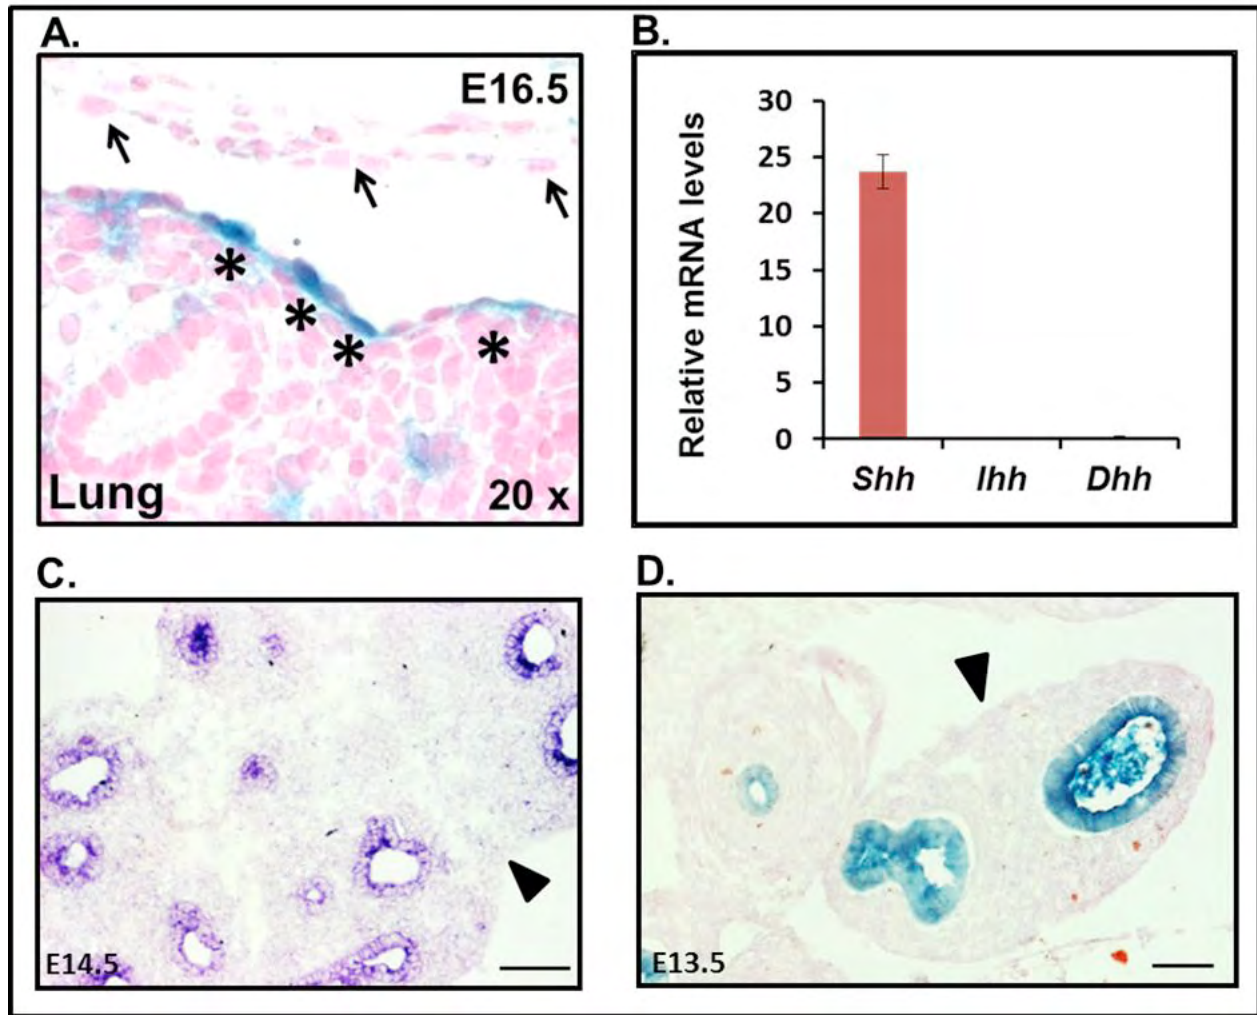 A.
E16.5
*
*
*
*
Lung
20 x
B.
Relative mRNA levels
30
25
20
15
10
5
0
Shh Ihh Dhh
C.
E14.5
D.
E13.5